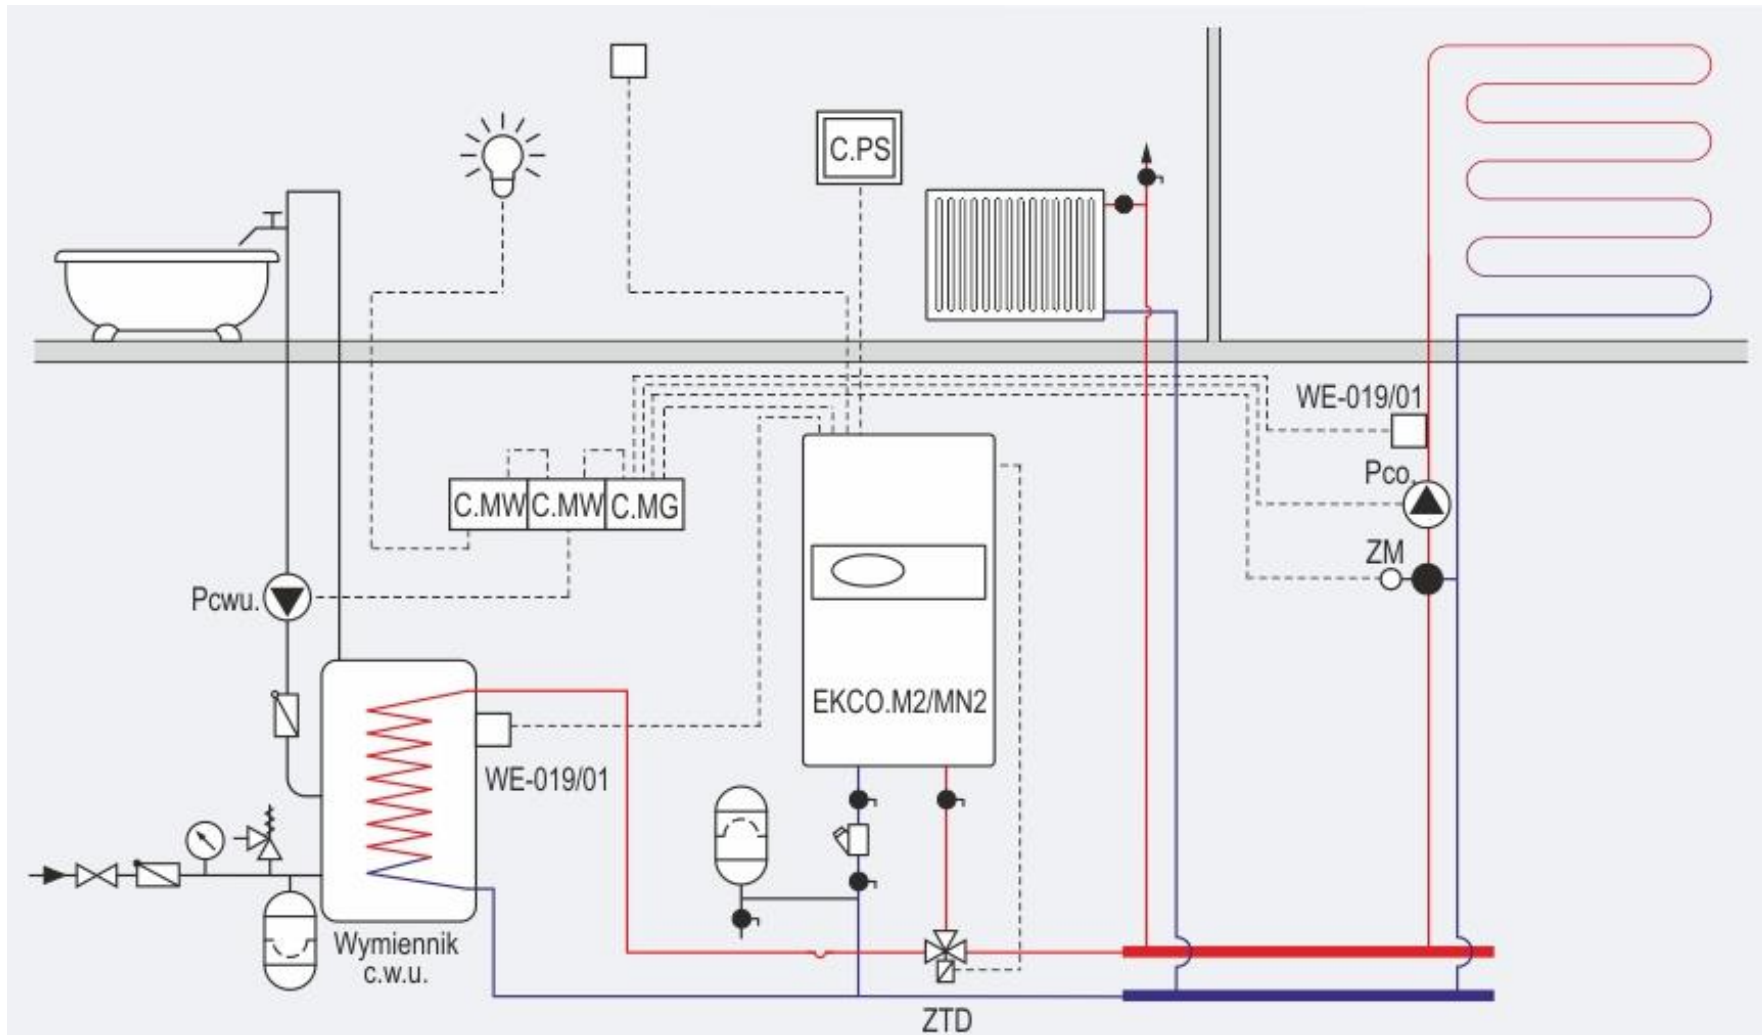 C.PS
WE-019/01
Pco.
C.MW
C.MW
C.MG
ZM
Pcwu.
EKCO.M2/MN2
WE-019/01
Wymiennik
c.w.u.
ZTD